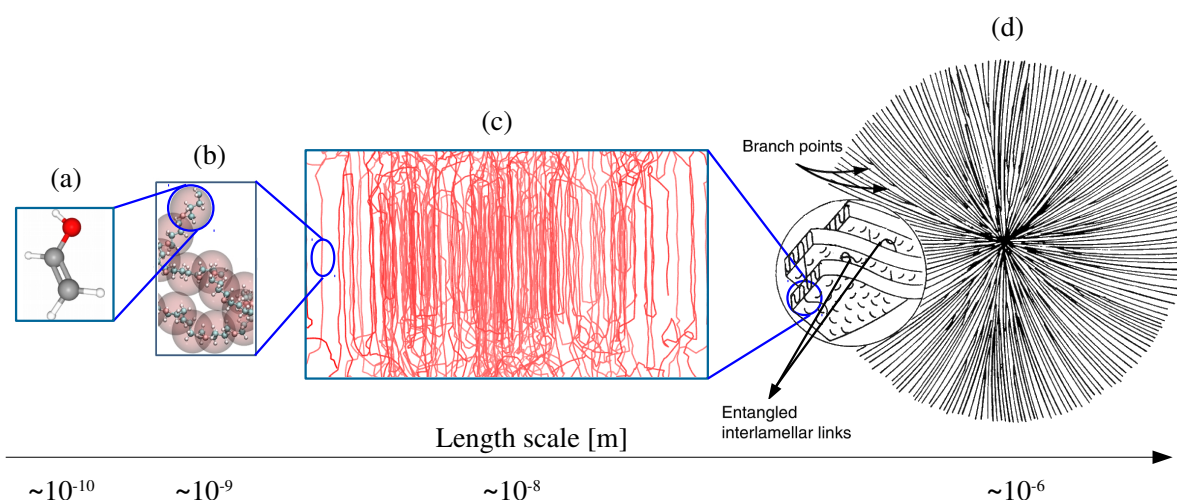 (d)
(c)
Branch points
(b)
(a)
Entangled
interlamellar links
Length scale [m]
~10⁻¹⁰
~10⁻⁹
~10⁻⁸
~10⁻⁶